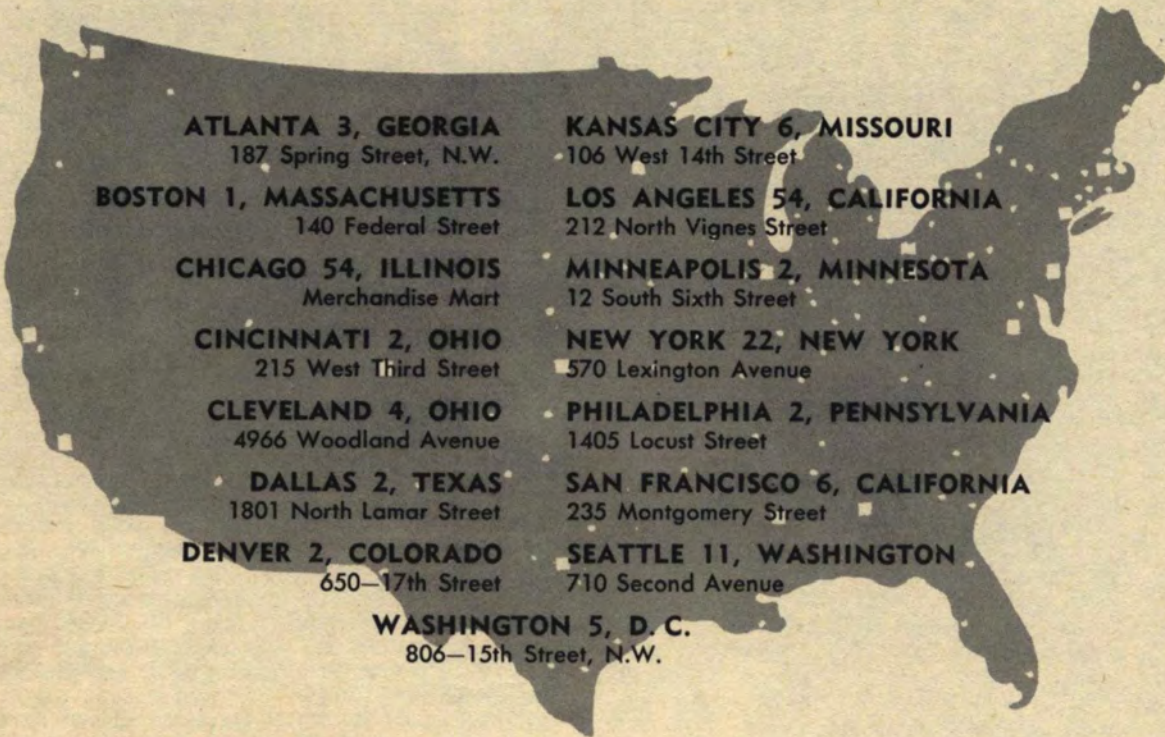 ATLANTA 3, GEORGIA
187 Spring Street, N.W.
BOSTON 1, MASSACHUSETTS
140 Federal Street
CHICAGO 54, ILLINOIS
Merchandise Mart
CINCINNATI 2, OHIO
215 West Third Street
CLEVELAND 4, OHIO
4966 Woodland Avenue
DALLAS 2, TEXAS
1801 North Lamar Street
DENVER 2, COLORADO
650—17th Street
KANSAS CITY 6, MISSOURI
106 West 14th Street
LOS ANGELES 54, CALIFORNIA
212 North Vignes Street
MINNEAPOLIS 2, MINNESOTA
12 South Sixth Street
NEW YORK 22, NEW YORK
570 Lexington Avenue
PHILADELPHIA 2, PENNSYLVANIA
1405 Locust Street
SAN FRANCISCO 6, CALIFORNIA
235 Montgomery Street
SEATTLE 11, WASHINGTON
710 Second Avenue
WASHINGTON 5, D. C.
806—15th Street, N.W.